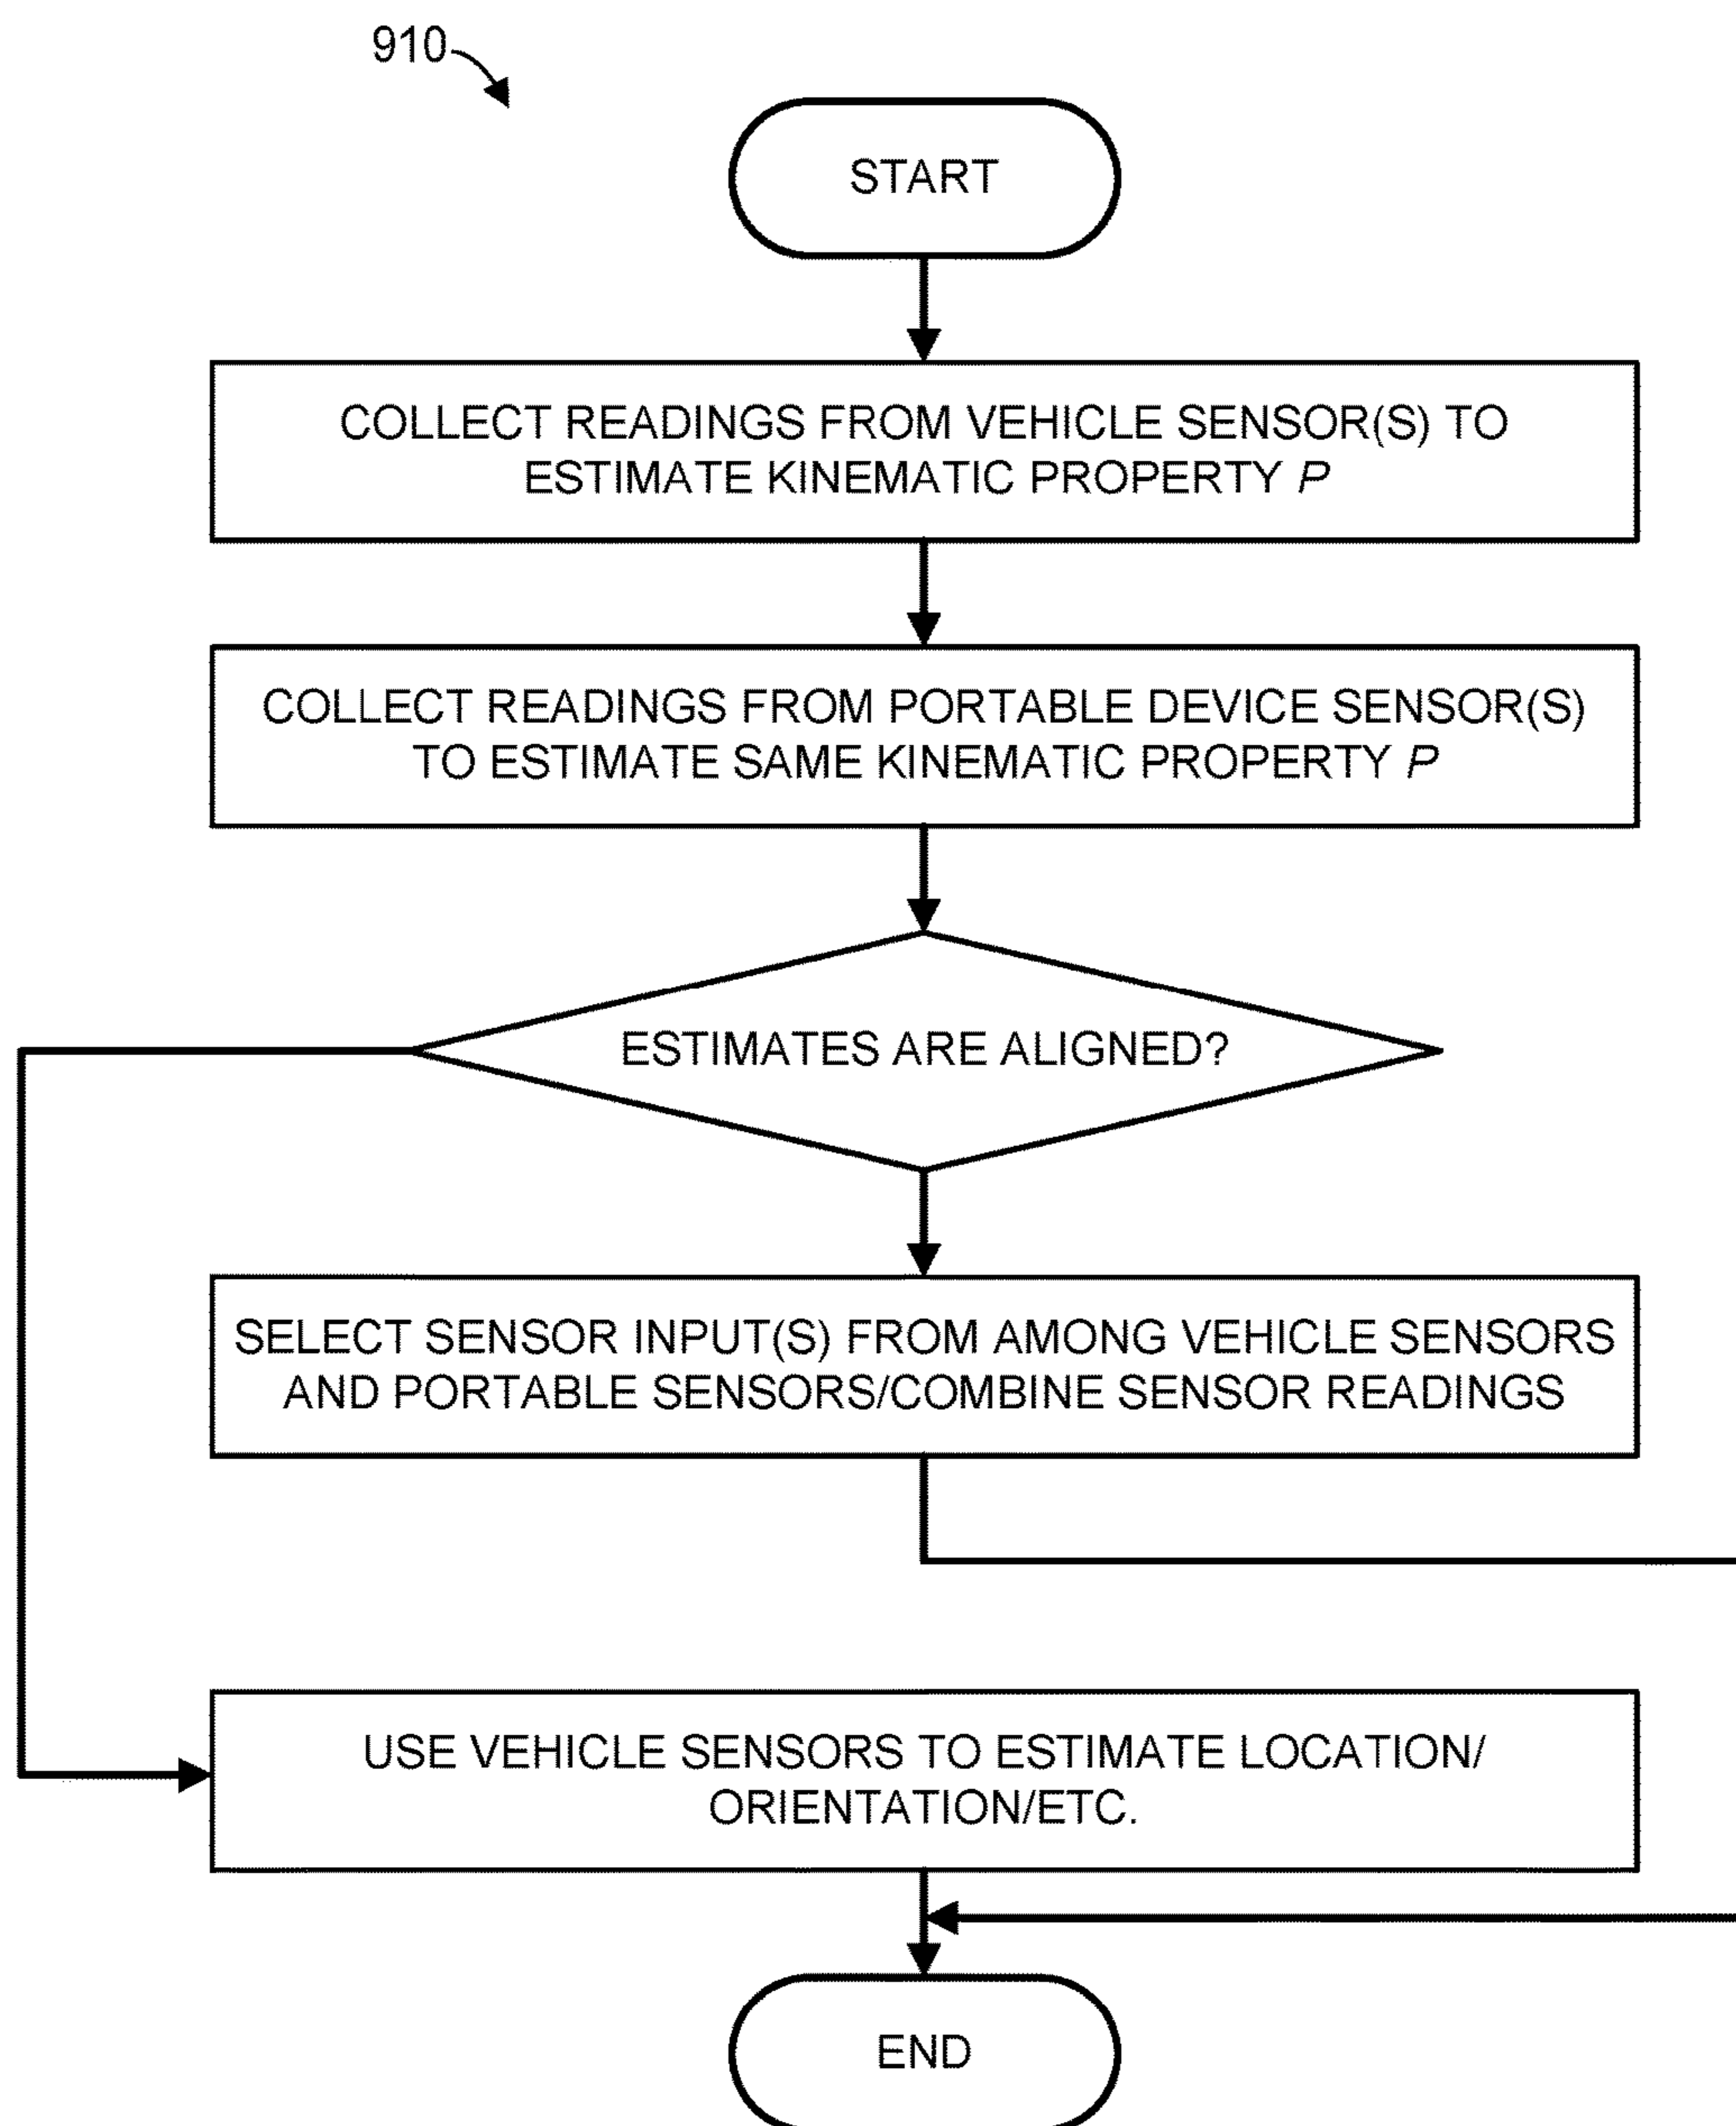 910
START
COLLECT READINGS FROM VEHICLE SENSOR(S) TO
ESTIMATE KINEMATIC PROPERTY P
COLLECT READINGS FROM PORTABLE DEVICE SENSOR(S)
TO ESTIMATE SAME KINEMATIC PROPERTY P
ESTIMATES ARE ALIGNED?
SELECT SENSOR INPUT(S) FROM AMONG VEHICLE SENSORS
AND PORTABLE SENSORS/COMBINE SENSOR READINGS
USE VEHICLE SENSORS TO ESTIMATE LOCATION/
ORIENTATION/ETC.
END